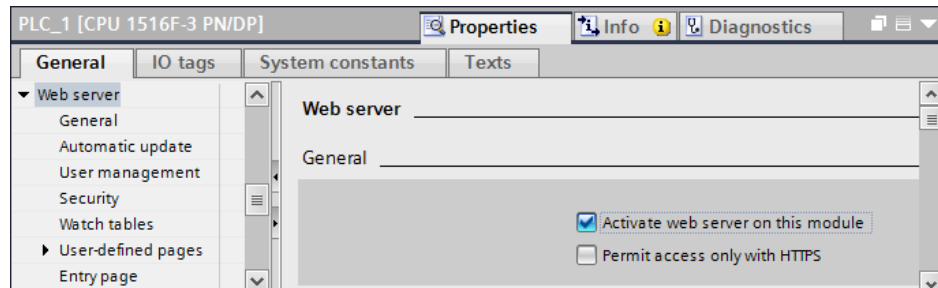 PLC_1 [CPU 1516F-3 PN/DP]
Properties
Info
Diagnostics
General
IO tags
System constants
Texts
Web server
General
Automatic update
User management
Security
Watch tables
User-defined pages
Entry page
Web server
General
Activate web server on this module
Permit access only with HTTPS